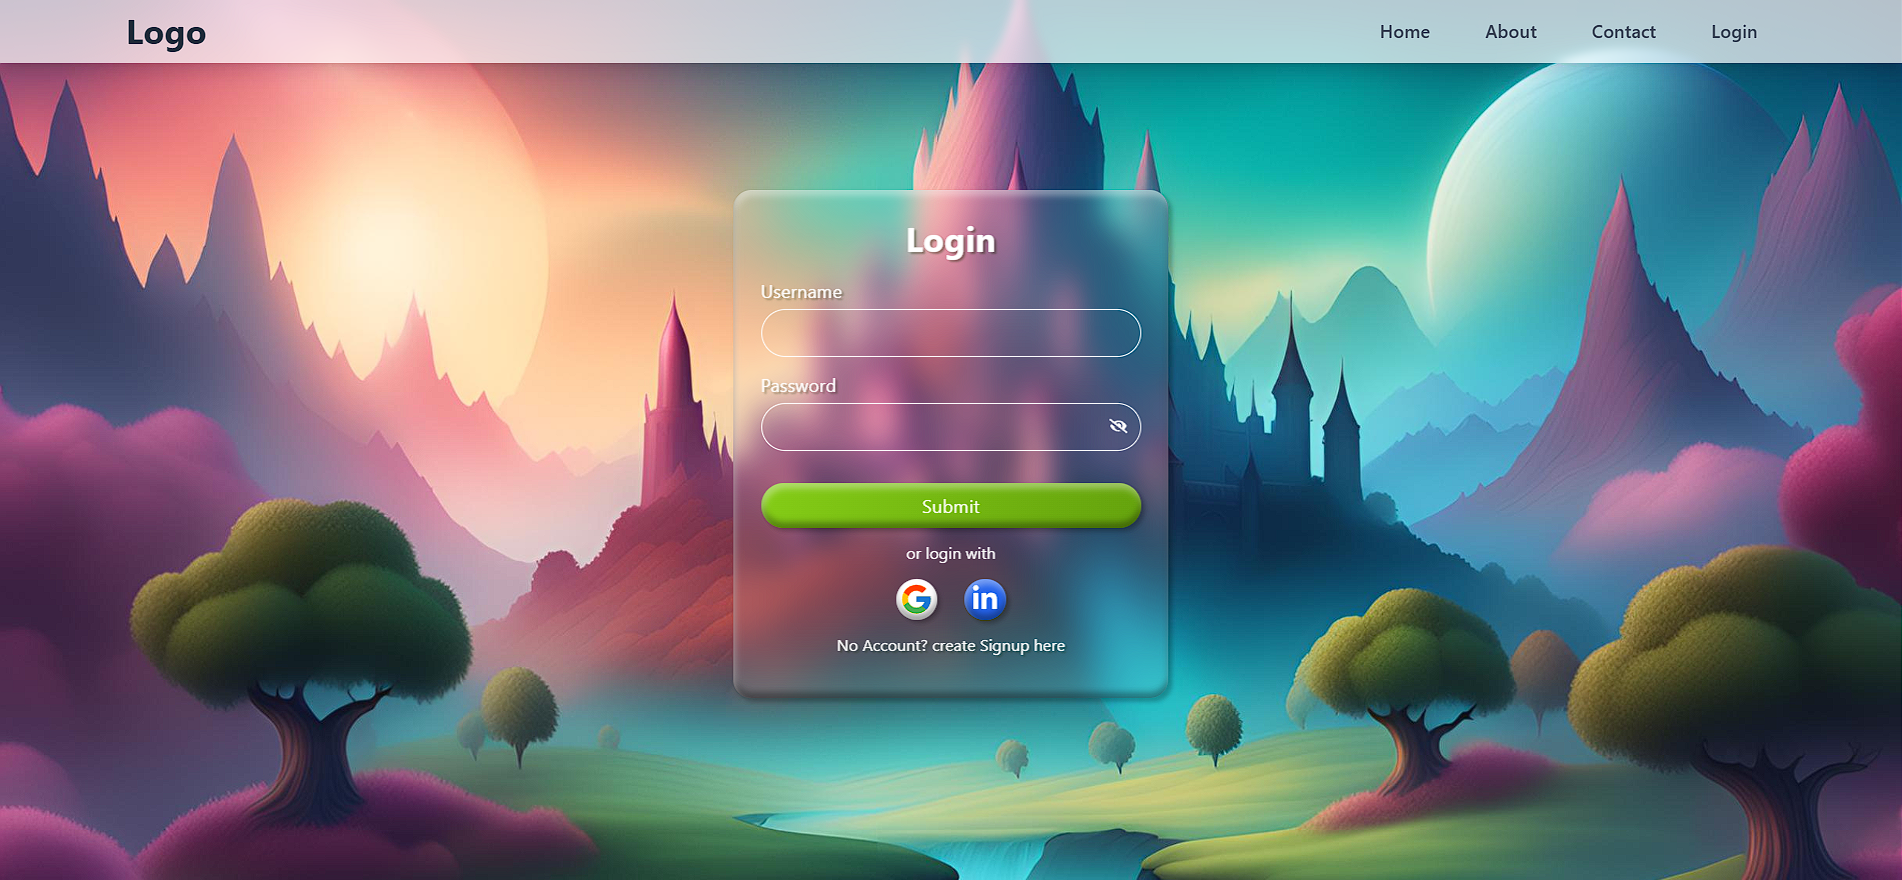 Logo
Home About Contact Login
Login
Username
Password
Submit
or login with
G in
No Account? create Signup here